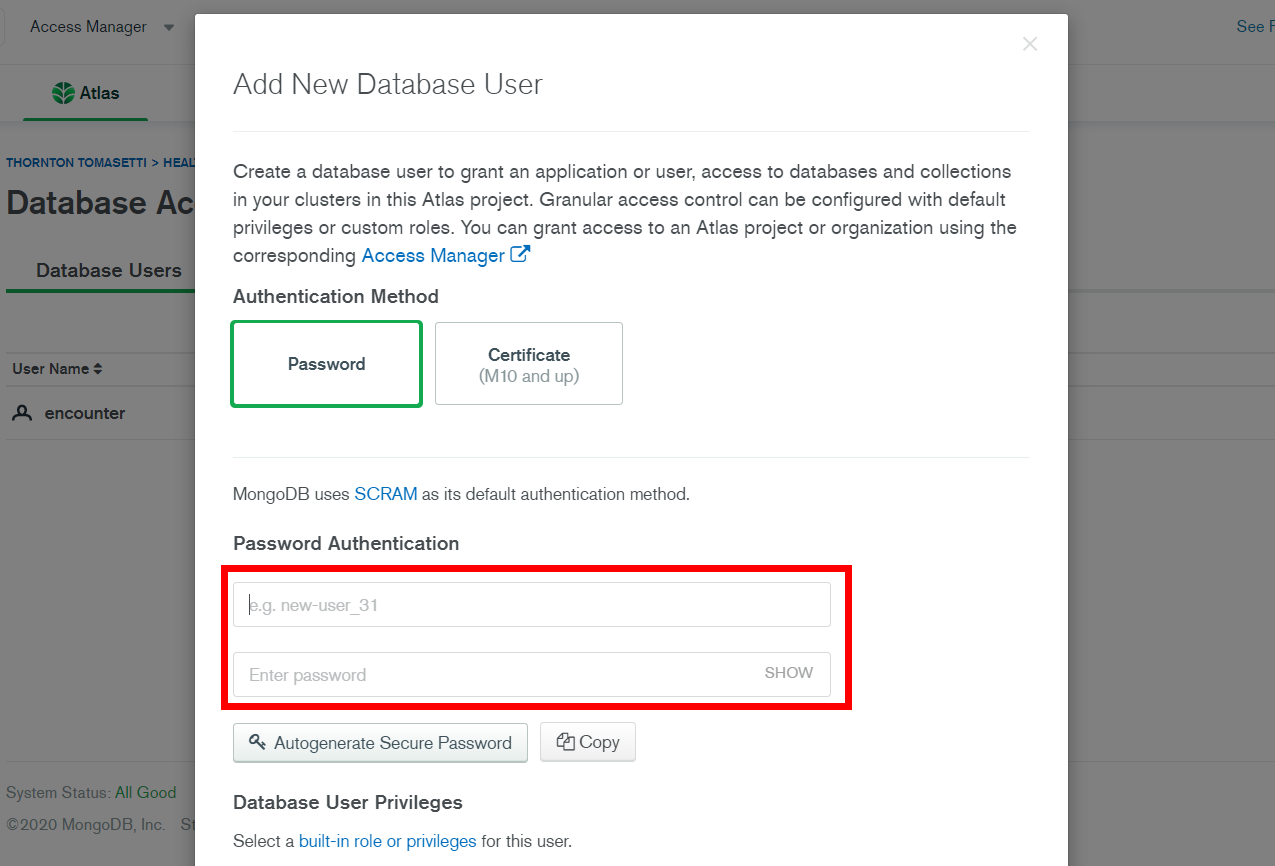 Access Manager
See
Atlas
THORNTON TOMASETTI >
Database
Database Users
User Name
encounter
System Status: All Good
©2020 MongoDB, Inc.
Add New Database User
Create a database user to grant an application or user, access to databases and collections
in your clusters in this Atlas project. Granular access control can be configured with default
privileges or custom roles. You can grant access to an Atlas project or organization using the
corresponding Access Manager
Authentication Method
Password
Certificate
(M10 and up)
MongoDB uses SCRAM as its default authentication method.
Password Authentication
e.g. new-user_31
Enter password SHOW
Autogenerate Secure Password
Copy
Database User Privileges
Select a built-in role or privileges for this user.